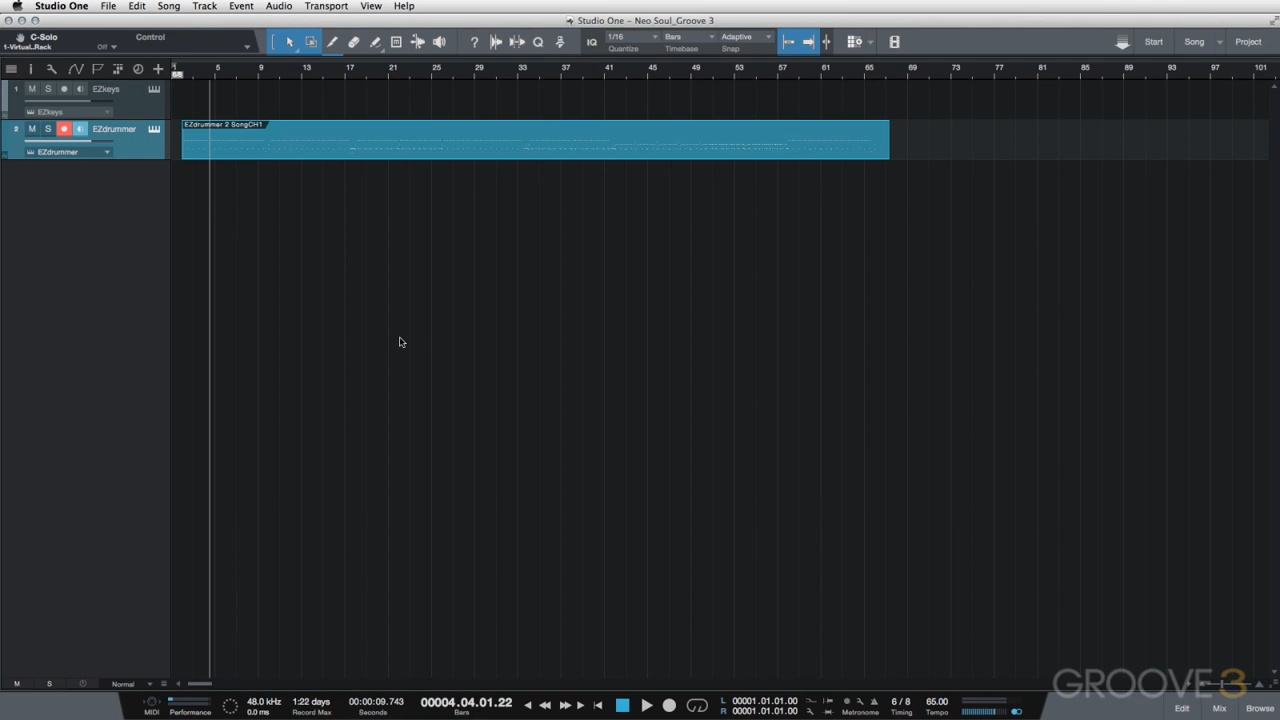 Studio One File Edit Song Track Event Audio Transport View Help
Studio One - Neo Soul_Groove 3
C-Solo Control
1-Virtual..Rack Off
IQ 1/16 Quantize Bars Timebase Adaptive Snap Start Song Project
1 5 9 13 17 21 25 29 33 37 41 45 49 53 57 61 65 69 73 77 81 85 89 93 97 101
6/8
1 M S EZkeys
EZkeys
2 M S EZdrummer
EZdrummer
EZdrummer 2 SongCH1
GROOVE3
M S Normal
MIDI Performance
48.0 kHz 1:22 days 00:00:09.743 00004.04.01.22 L 00001.01.01.00 6 / 8 65.00
0.0 ms Record Max Seconds Bars R 00001.01.01.00 Metronome Timing Tempo
Edit Mix Browse